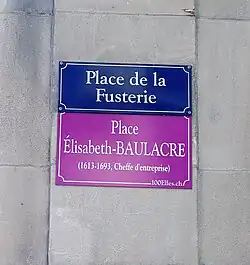 Place de la
Fusterie
Place
Élisabeth-BAULACRE
(1613-1693, Cheffe d'entreprise)
100Elles.ch